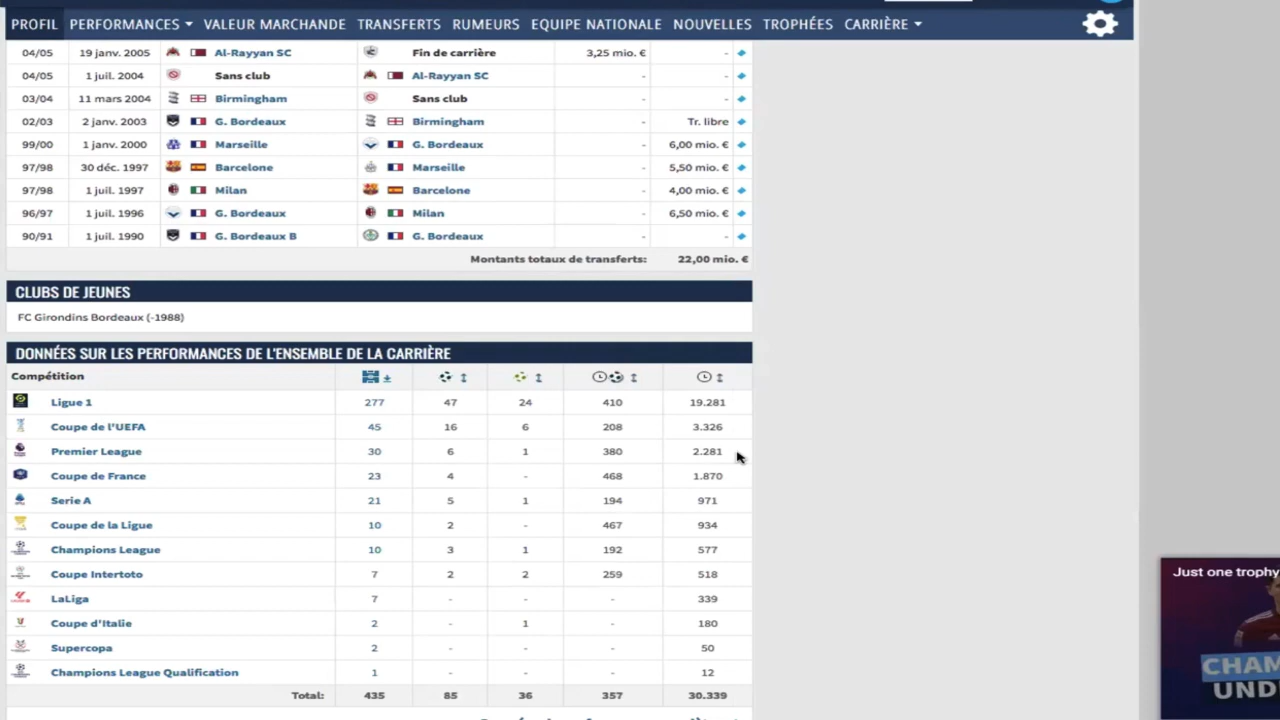 PROFIL PERFORMANCES VALEUR MARCHANDE TRANSFERTS RUMEURS EQUIPE NATIONALE NOUVELLES TROPHÉES CARRIÈRE
04/05 19 janv. 2005 Al-Rayyan SC Fin de carrière 3,25 mio. € -
04/05 1 juil. 2004 Sans club Al-Rayyan SC - -
03/04 11 mars 2004 Birmingham Sans club - -
02/03 2 janv. 2003 G. Bordeaux Birmingham - Tr. libre
99/00 1 janv. 2000 Marseille G. Bordeaux - 6,00 mio. €
97/98 30 déc. 1997 Barcelone Marseille - 5,50 mio. €
97/98 1 juil. 1997 Milan Barcelone - 4,00 mio. €
96/97 1 juil. 1996 G. Bordeaux Milan - 6,50 mio. €
90/91 1 juil. 1990 G. Bordeaux B G. Bordeaux - -
Montants totaux de transferts: 22,00 mio. €
CLUBS DE JEUNES
FC Girondins Bordeaux (-1988)
DONNÉES SUR LES PERFORMANCES DE L'ENSEMBLE DE LA CARRIÈRE
Compétition
Ligue 1 277 47 24 410 19.281
Coupe de l'UEFA 45 16 6 208 3.326
Premier League 30 6 1 380 2.281
Coupe de France 23 4 - 468 1.870
Serie A 21 5 1 194 971
Coupe de la Ligue 10 2 - 467 934
Champions League 10 3 1 192 577
Coupe Intertoto 7 2 2 259 518
LaLiga 7 - - - 339
Coupe d'Italie 2 - 1 - 180
Supercopa 2 - - - 50
Champions League Qualification 1 - - - 12
Total: 435 85 36 357 30.339
Just one trophy
CHAM
UND